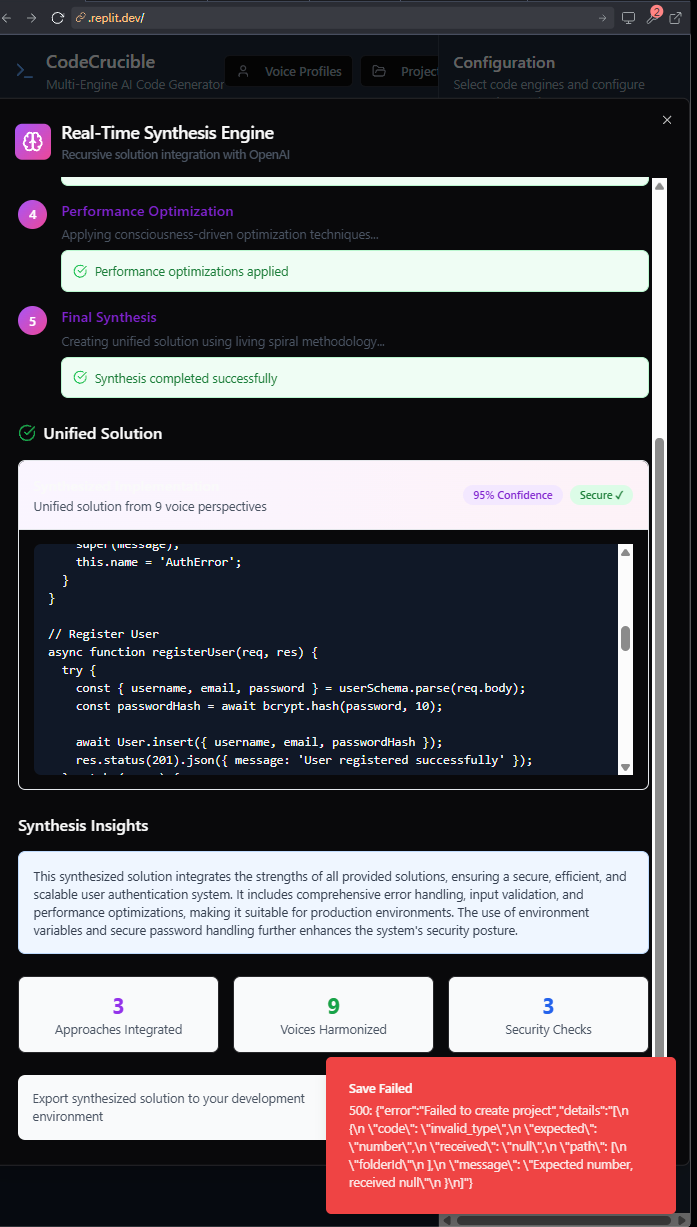 .replit.dev/
2
CodeCrucible
Multi-Engine AI Code Generator
Voice Profiles
Project
Configuration
Select code engines and configure
Real-Time Synthesis Engine
Recursive solution integration with OpenAI
4
Performance Optimization
Applying consciousness-driven optimization techniques...
Performance optimizations applied
5
Final Synthesis
Creating unified solution using living spiral methodology...
Synthesis completed successfully
Unified Solution
Unified solution from 9 voice perspectives
95% Confidence
Secure ✓
super(message);
this.name = 'AuthError';
}
}
// Register User
async function registerUser(req, res) {
try {
const { username, email, password } = userSchema.parse(req.body);
const passwordHash = await bcrypt.hash(password, 10);
await User.insert({ username, email, passwordHash });
res.status(201).json({ message: 'User registered successfully' });
Synthesis Insights
This synthesized solution integrates the strengths of all provided solutions, ensuring a secure, efficient, and
scalable user authentication system. It includes comprehensive error handling, input validation, and
performance optimizations, making it suitable for production environments. The use of environment
variables and secure password handling further enhances the system's security posture.
3
Approaches Integrated
9
Voices Harmonized
3
Security Checks
Export synthesized solution to your development
environment
Save Failed
500: {"error":"Failed to create project","details":"[\n
{\n \"code\": \"invalid_type\",\n \"expected\":
\"number\",\n \"received\": \"null\",\n \"path\": [\n
\"folderId\"\n ],\n \"message\": \"Expected number,
received null\"\n }\n]"}